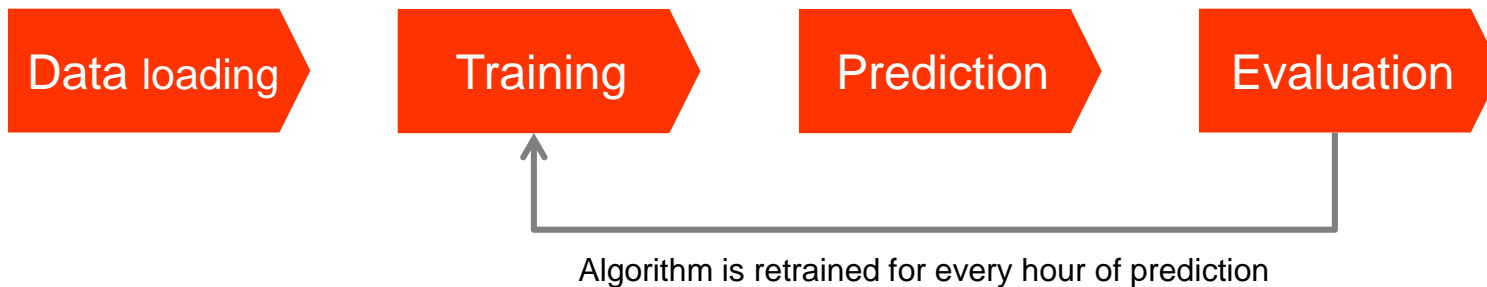 Data loading
Training
Prediction
Evaluation
Algorithm is retrained for every hour of prediction